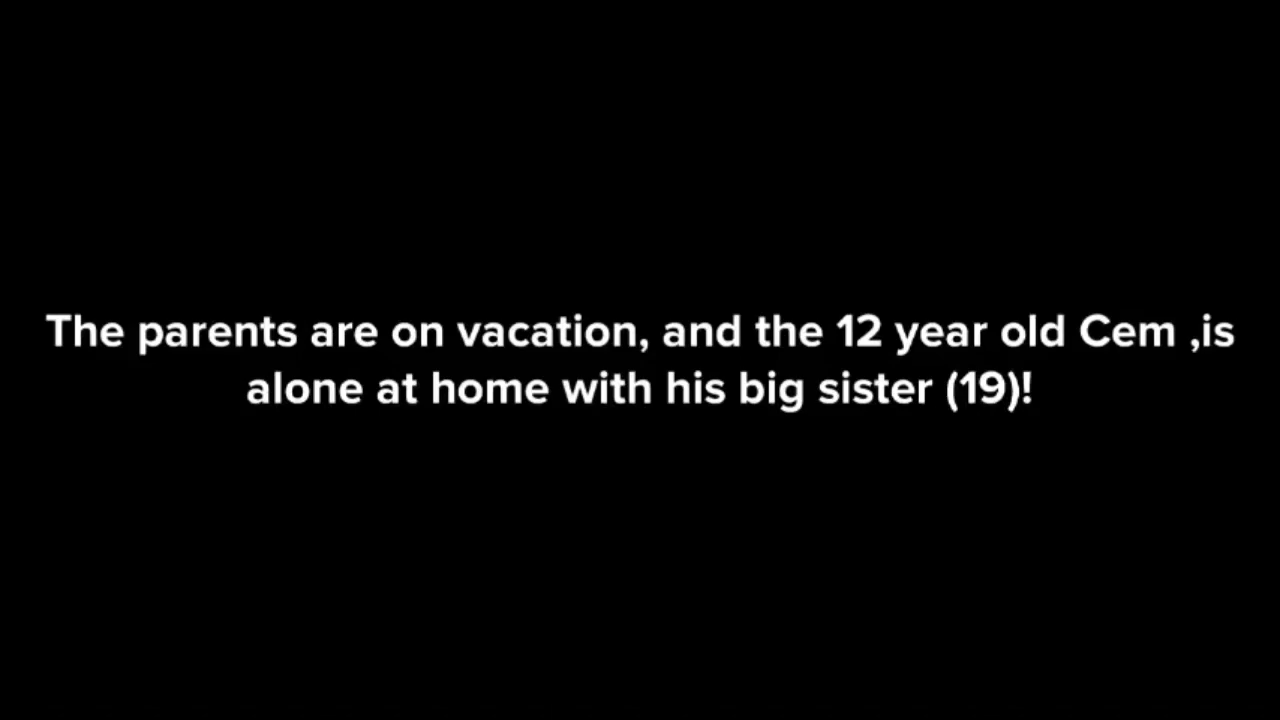 The parents are on vacation, and the 12 year old Cem ,is
alone at home with his big sister (19)!